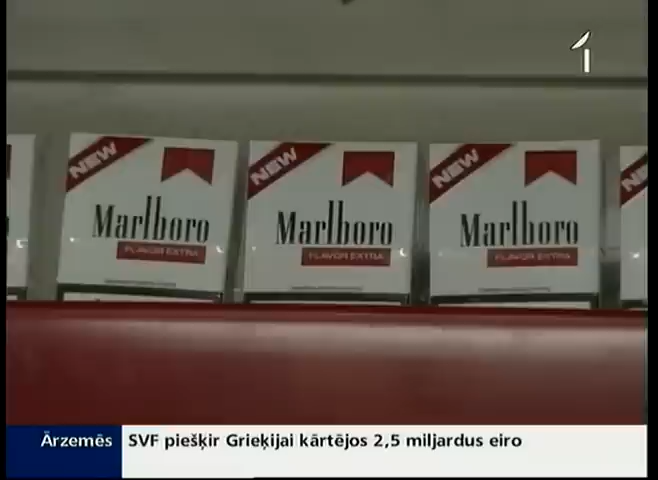 1
NEW
Marlboro
FLAVOR EXTRA
NEW
Marlboro
FLAVOR EXTRA
NEW
Marlboro
FLAVOR EXTRA
Ārzemēs
SVF piešķir Grieķijai kārtējos 2,5 miljardus eiro